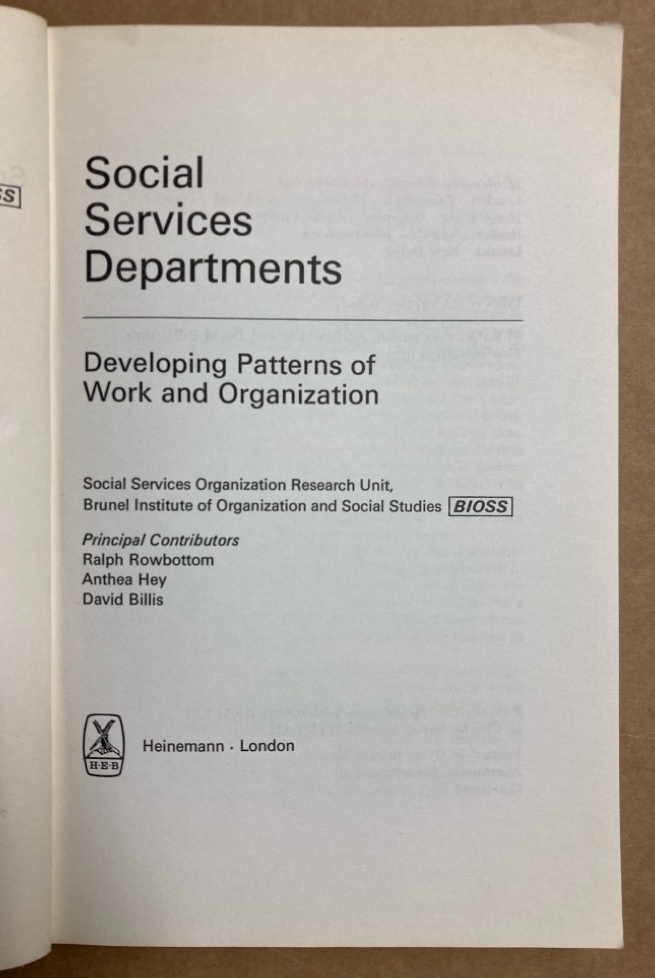 Social
Services
Departments
Developing Patterns of
Work and Organization
Social Services Organization Research Unit,
Brunel Institute of Organization and Social Studies BIOSS
Principal Contributors
Ralph Rowbottom
Anthea Hey
David Billis
H·E·B
Heinemann · London